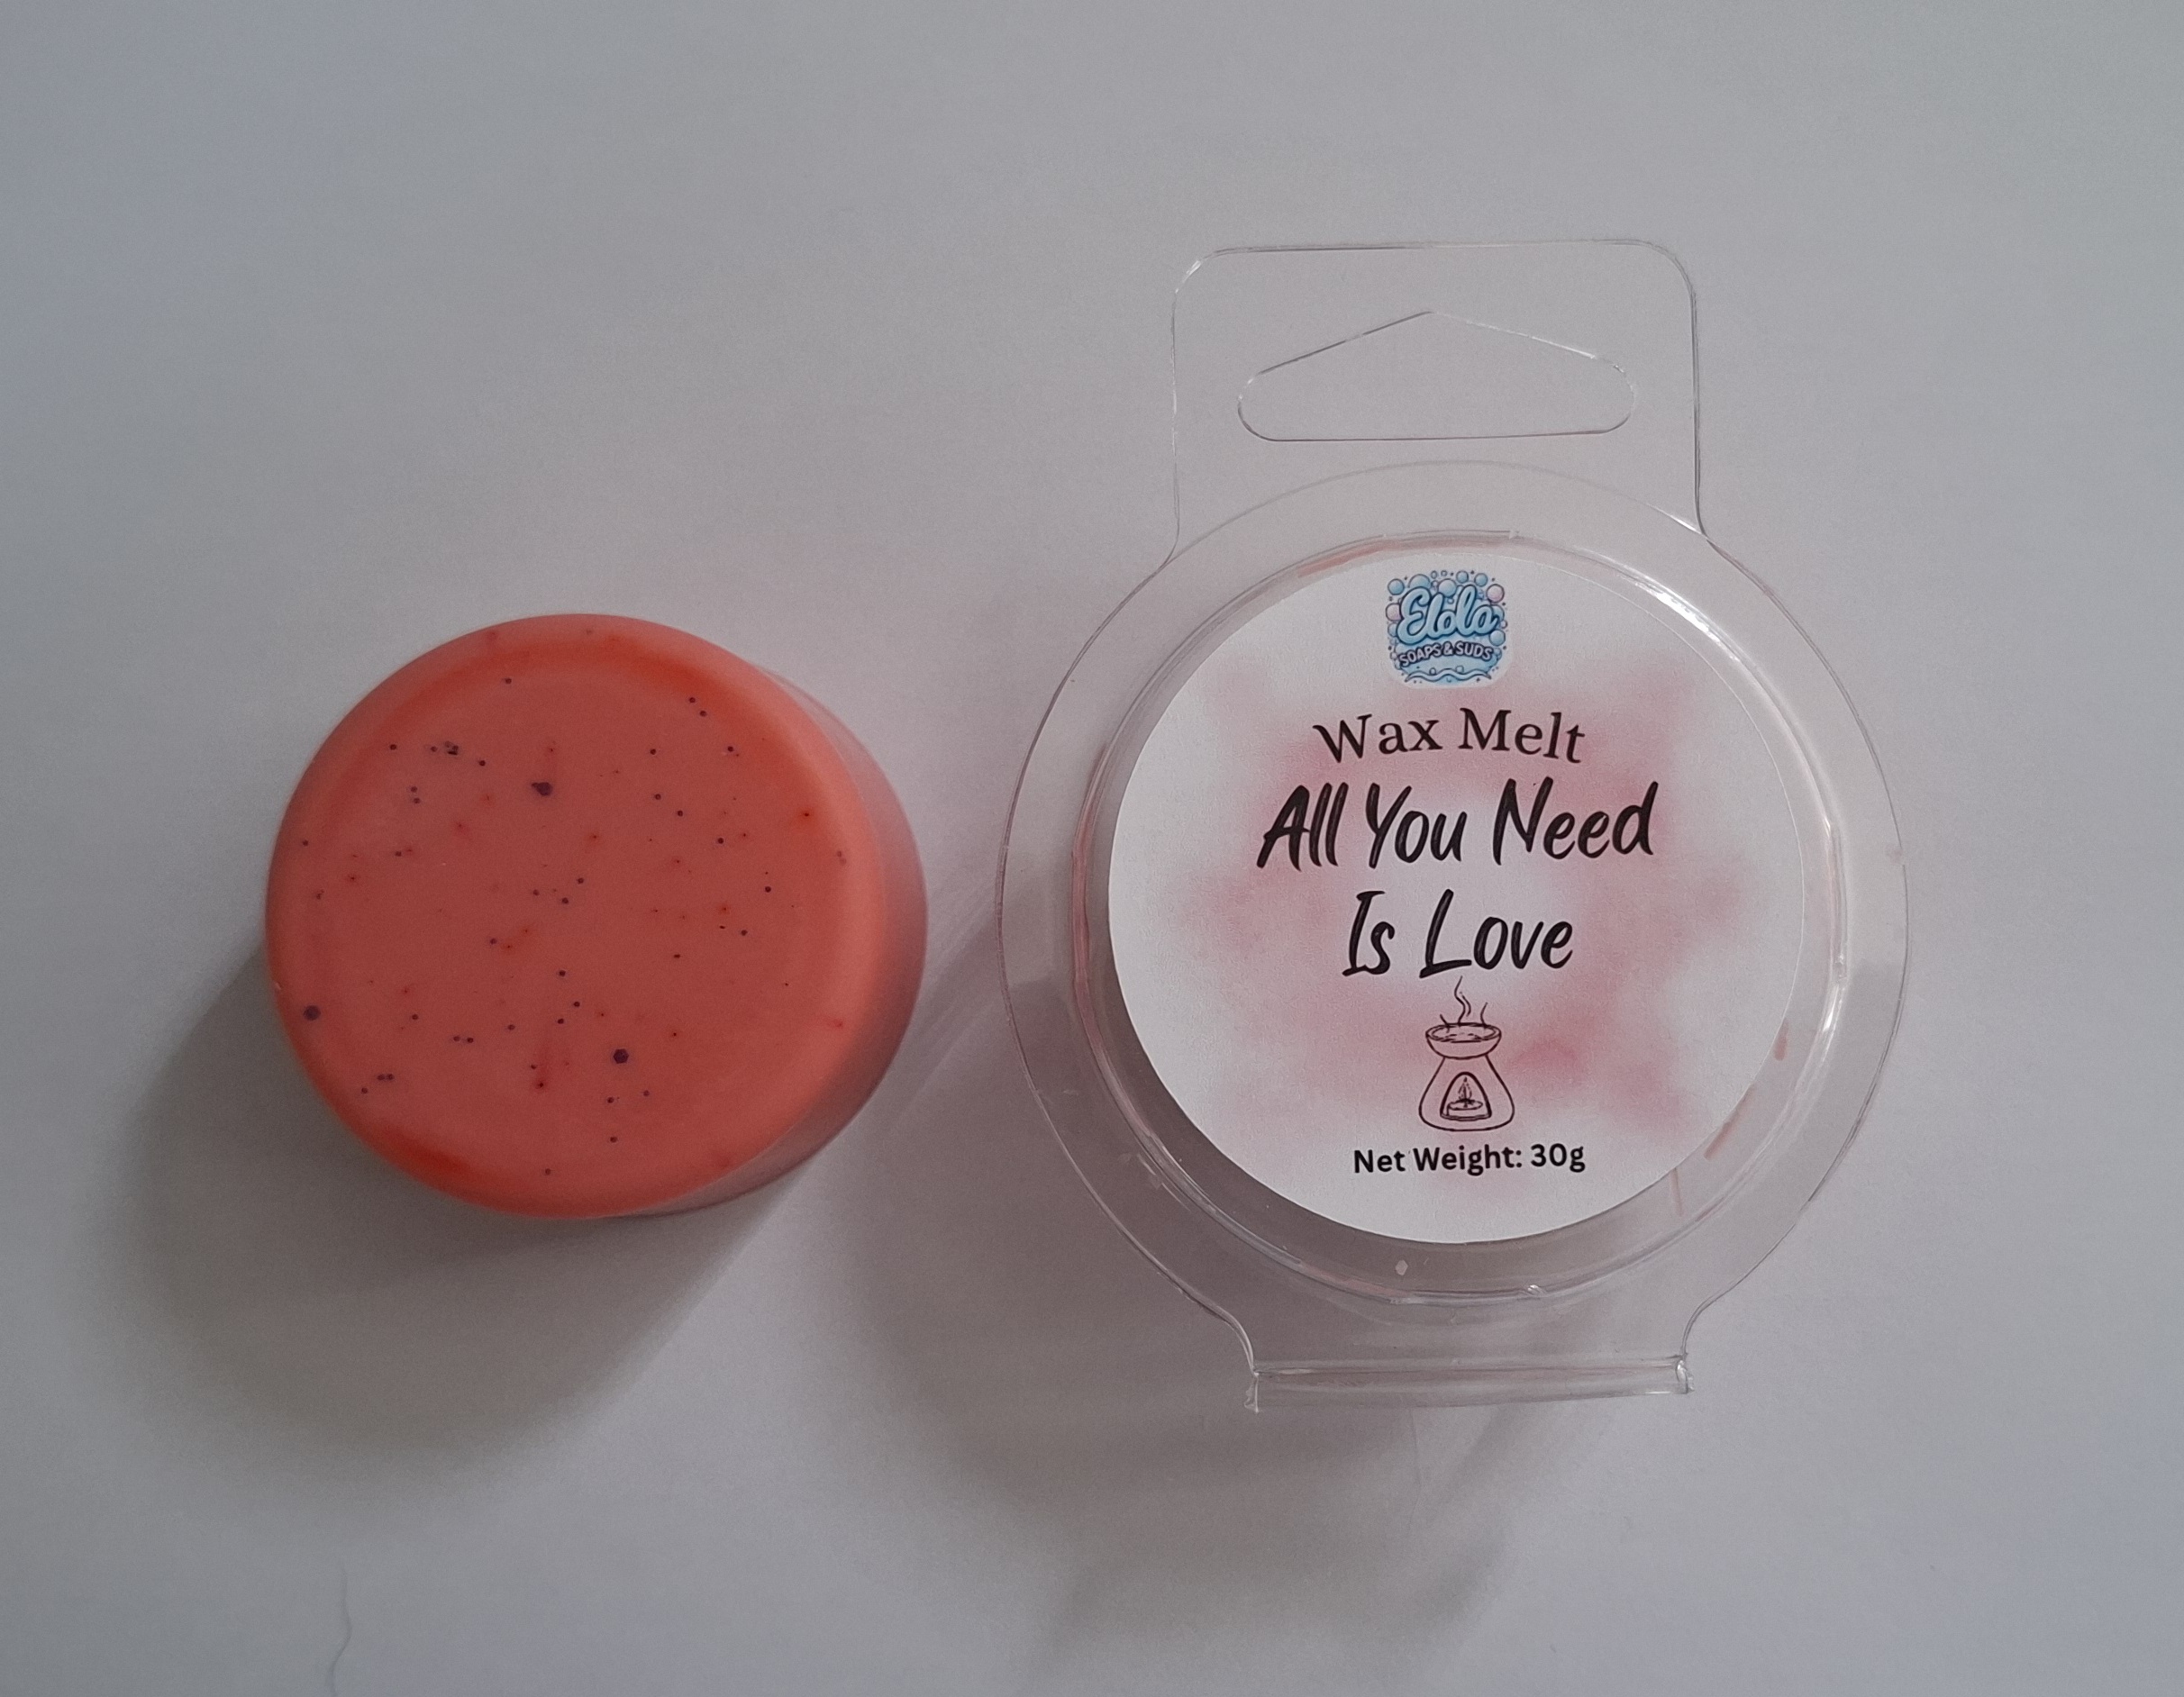 Elola
SOAPS & SUDS
Wax Melt
All You Need
Is Love
Net Weight: 30g